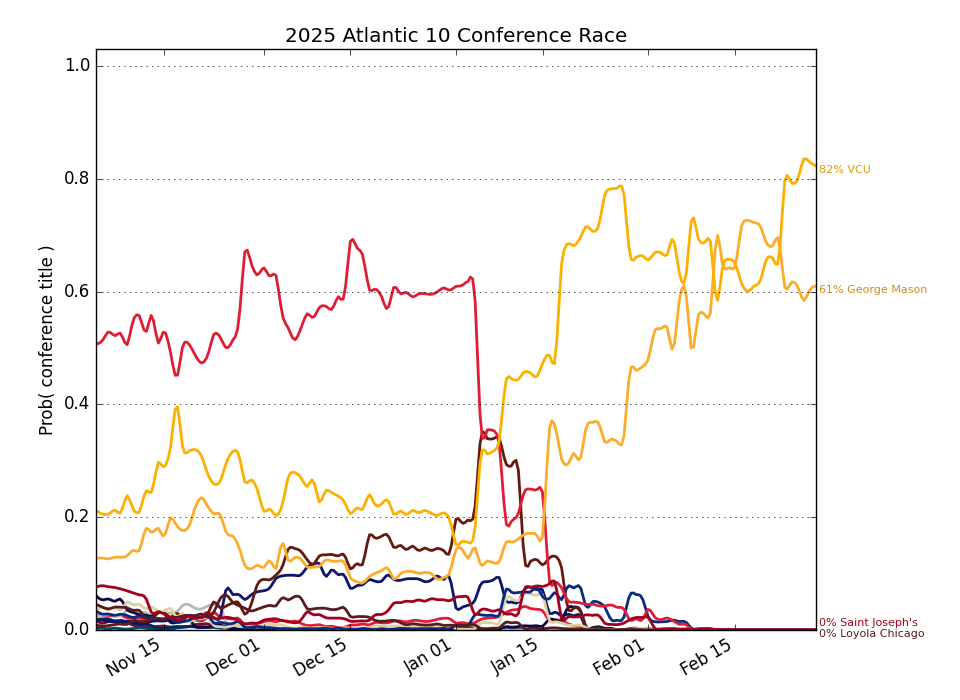 2025 Atlantic 10 Conference Race
Prob( conference title )
1.0
0.8
0.6
0.4
0.2
0.0
Nov 15
Dec 01
Dec 15
Jan 01
Jan 15
Feb 01
Feb 15
82% VCU
61% George Mason
0% Saint Joseph's
0% Loyola Chicago